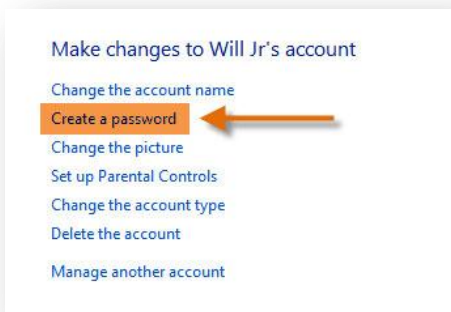 Make changes to Will Jr's account
Change the account name
Create a password
Change the picture
Set up Parental Controls
Change the account type
Delete the account
Manage another account